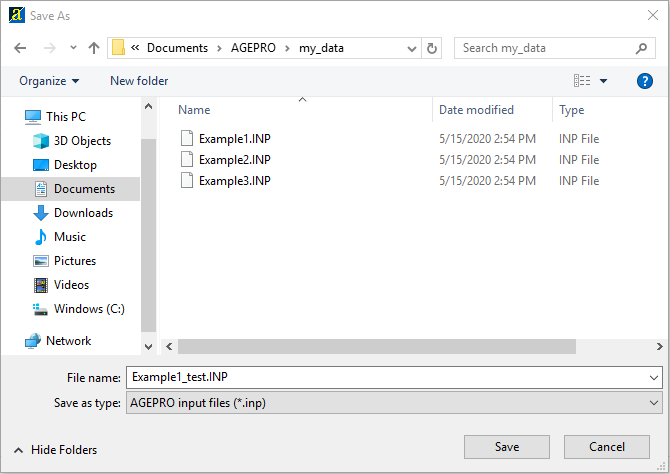 Save As
« Documents > AGEPRO > my_data
Search my_data
Organize
New folder
This PC
3D Objects
Desktop
Documents
Downloads
Music
Pictures
Videos
Windows (C:)
Network
Name Date modified Type
Example1.INP 5/15/2020 2:54 PM INP File
Example2.INP 5/15/2020 2:54 PM INP File
Example3.INP 5/15/2020 2:54 PM INP File
File name: Example1_test.INP
Save as type: AGEPRO input files (*.inp)
Hide Folders
Save
Cancel